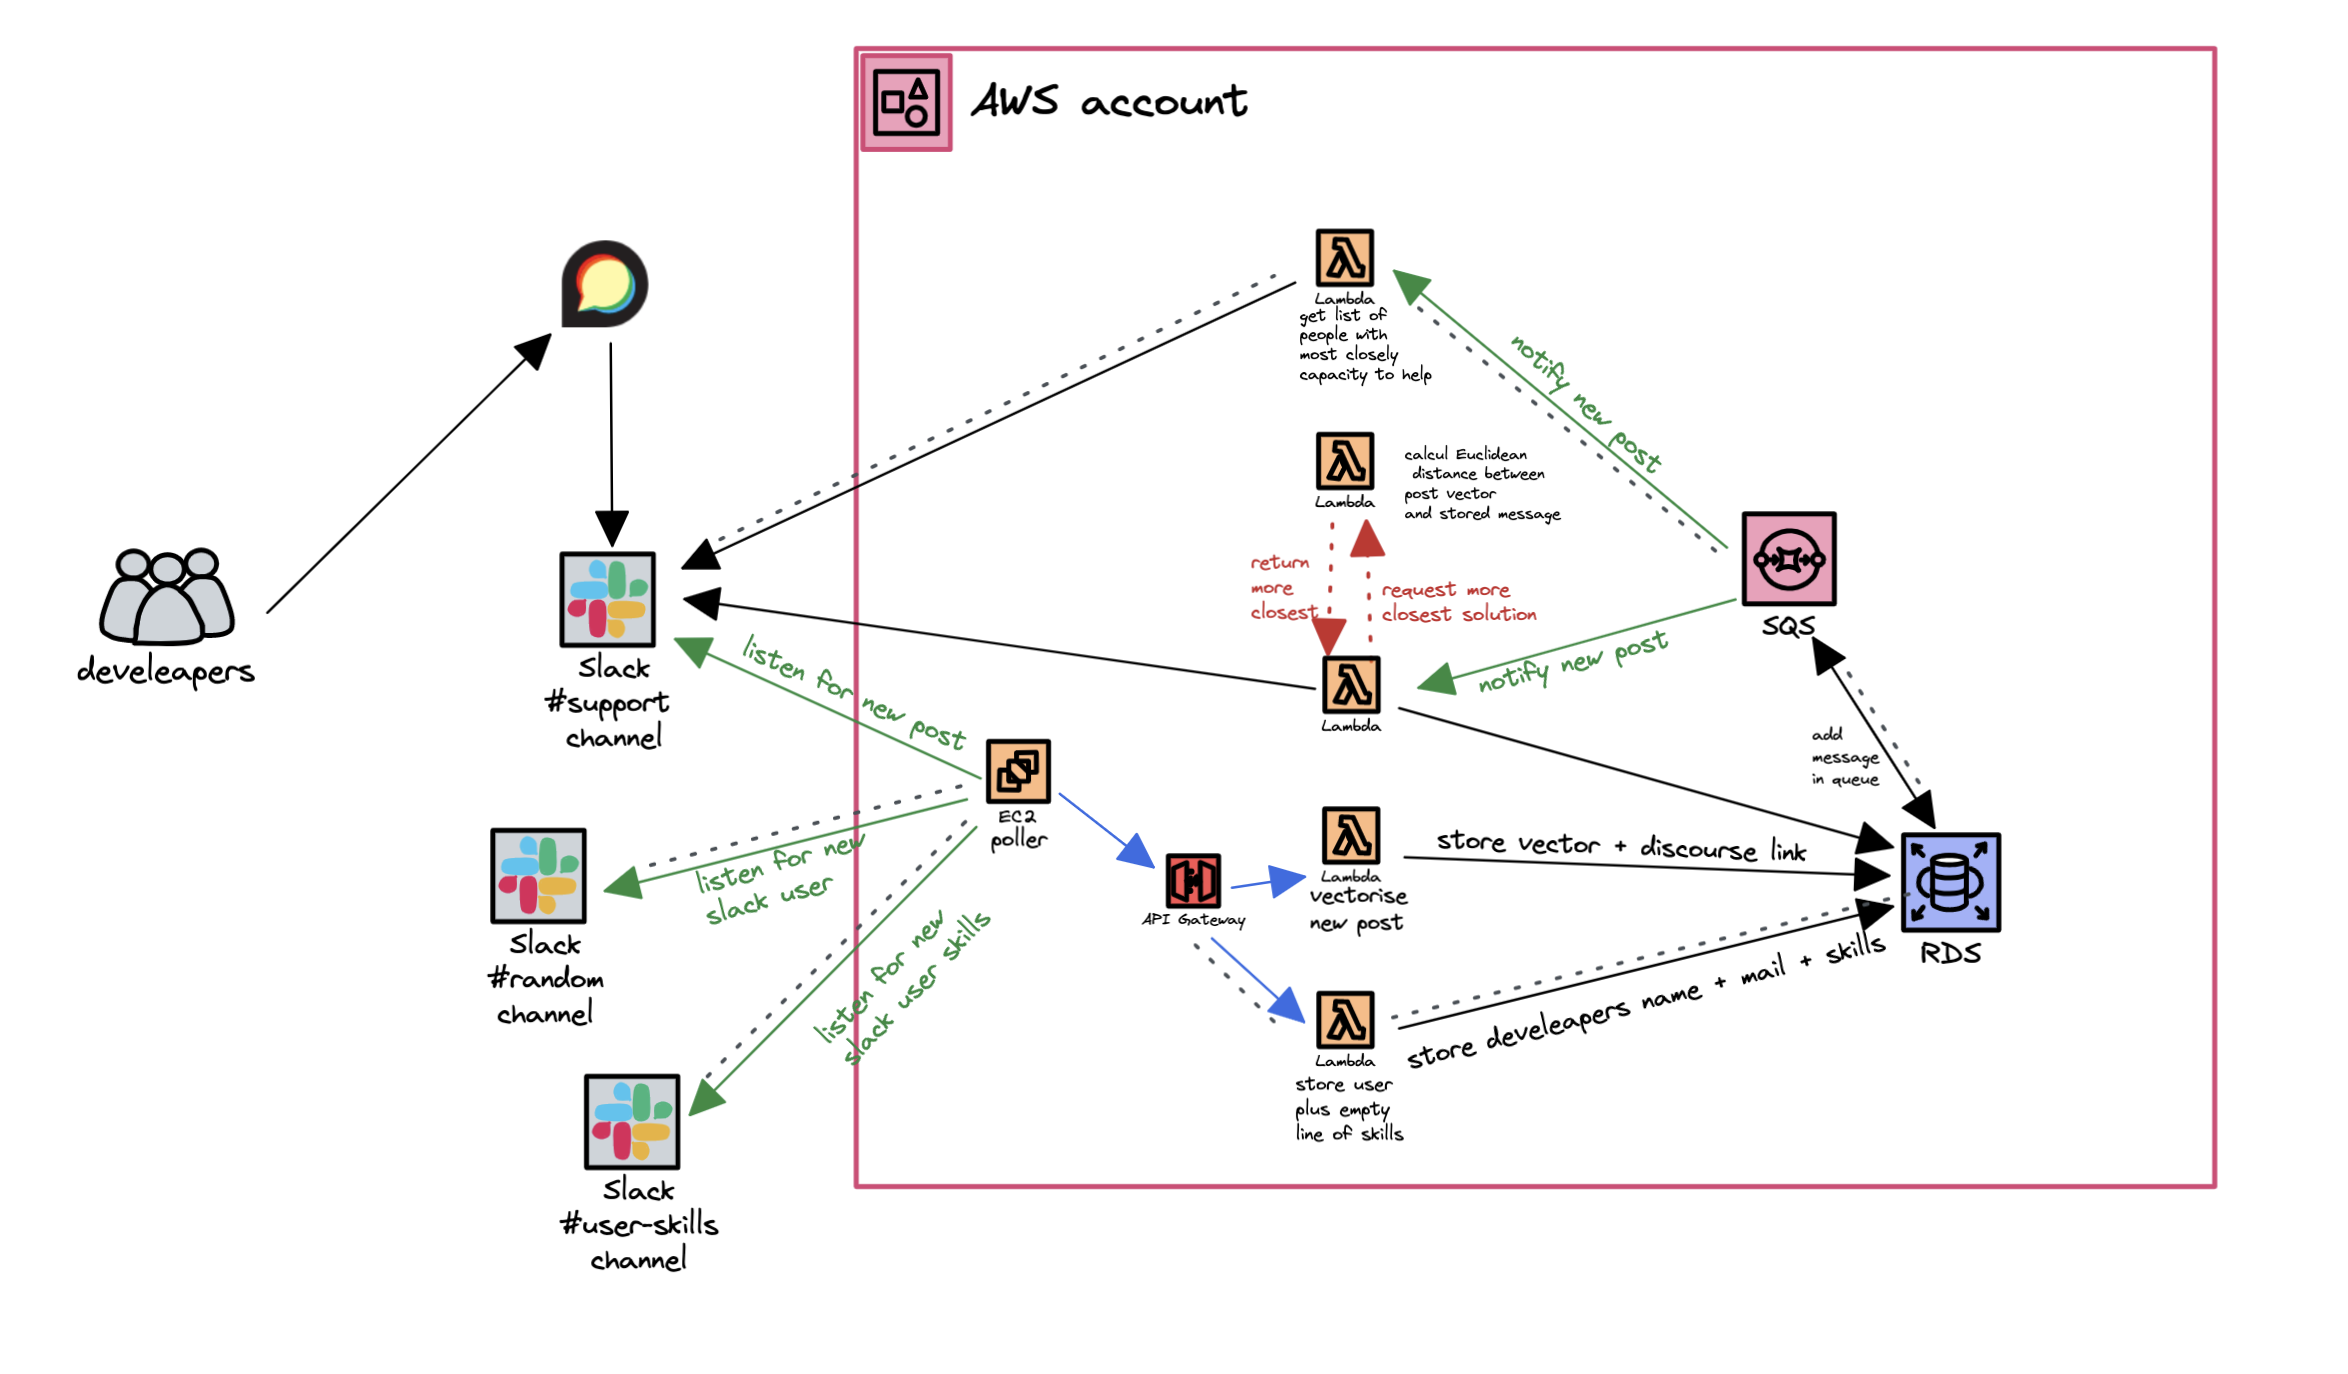 AWS account
Lambda
get list of
people with
most closely
capacity to help
notify new post
Lambda
calcul Euclidean
distance between
post vector
and stored message
return
more
closest
request more
closest solution
SQS
notify new post
develeapers
Slack
#support
channel
listen for new post
Lambda
add
message
in queue
EC2
poller
listen for new
slack user
Slack
#random
channel
listen for new
slack user skills
API Gateway
Lambda
vectorise
new post
store vector + discourse link
RDS
store develeapers name + mail + skills
Lambda
store user
plus empty
line of skills
Slack
#user-skills
channel